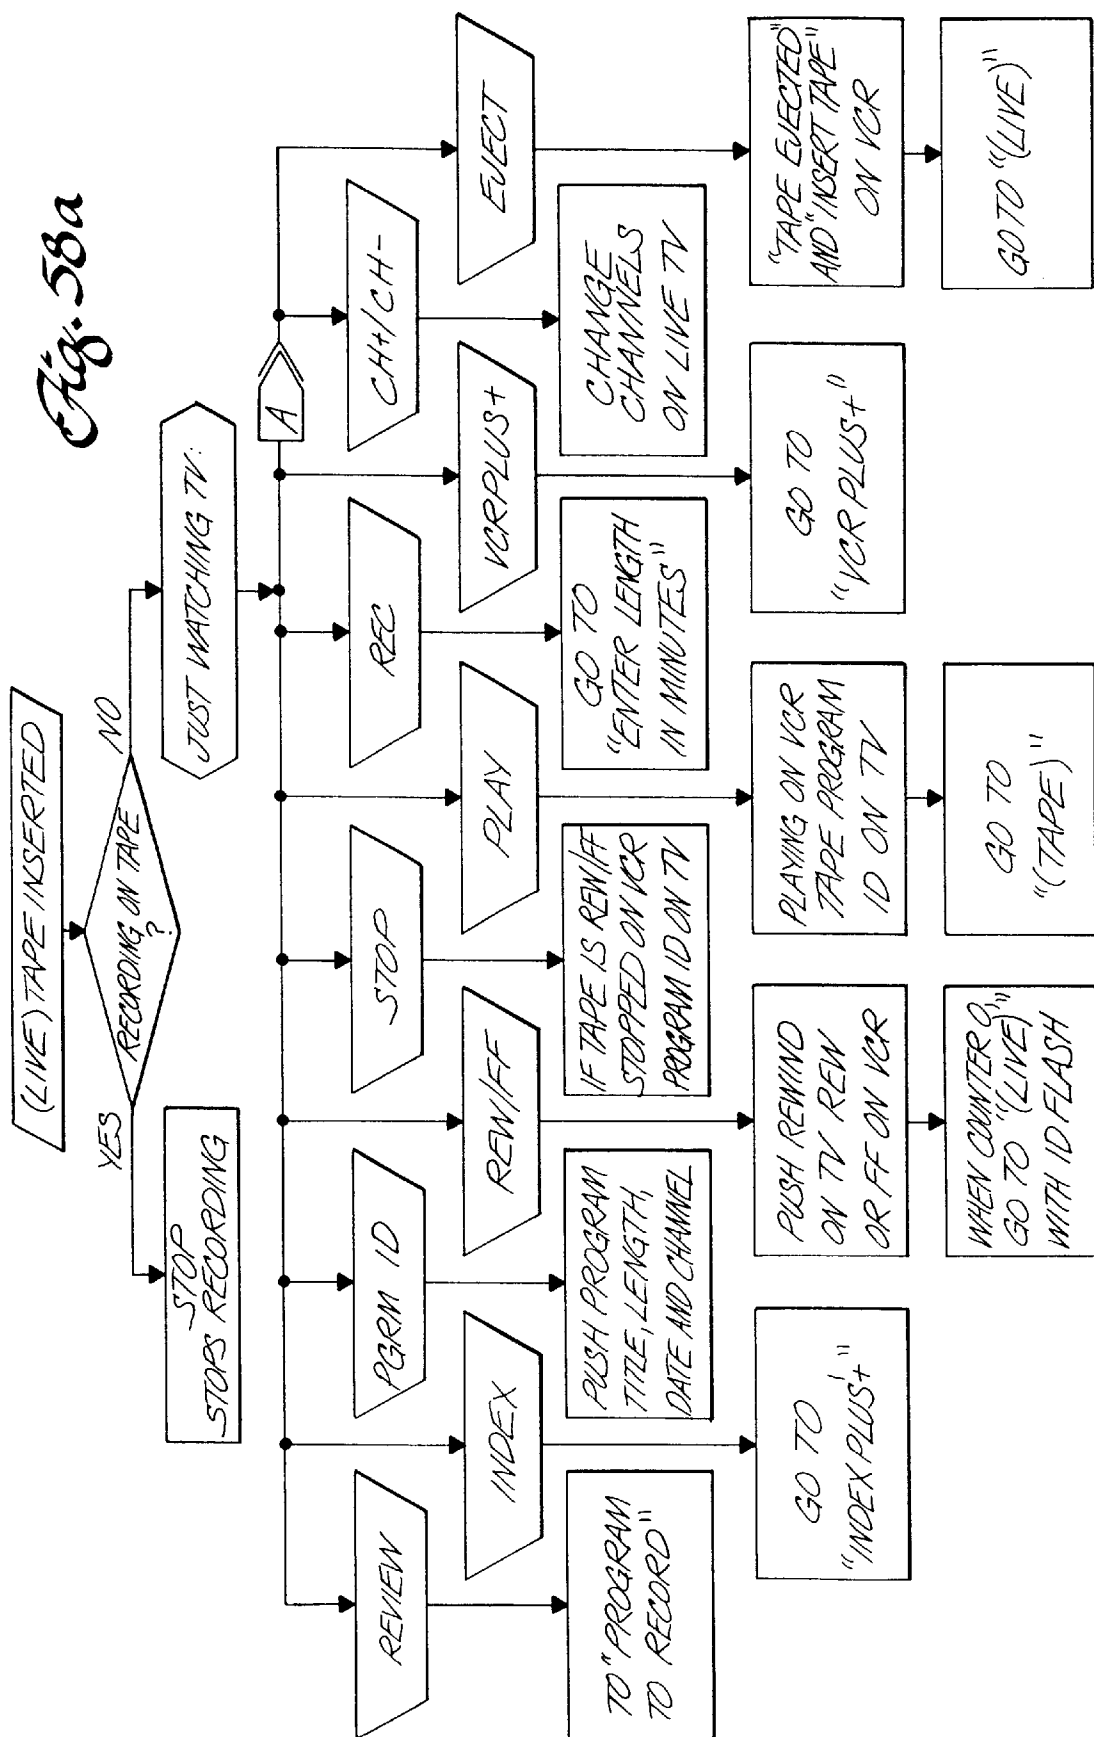 Fig. 58a
(LIVE) TAPE INSERTED
RECORDING ON TAPE
?
YES
NO
STOP
STOPS RECORDING
JUST WATCHING TV:
A
REVIEW
INDEX
PGRM ID
REW/FF
STOP
PLAY
REC
VCRPLUS+
CH+/CH-
EJECT
TO "PROGRAM
TO RECORD"
GO TO
"INDEX PLUS+"
PUSH PROGRAM
TITLE, LENGTH,
DATE AND CHANNEL
PUSH REWIND
ON TV REW
OR FF ON VCR
WHEN COUNTER 0,
GO TO "(LIVE)"
WITH ID FLASH
IF TAPE IS REW/FF
STOPPED ON VCR
PROGRAM ID ON TV
PLAYING ON VCR
TAPE PROGRAM
ID ON TV
GO TO
"(TAPE)"
GO TO
"ENTER LENGTH
IN MINUTES"
GO TO
"VCR PLUS+"
CHANGE
CHANNELS
ON LIVE TV
"TAPE EJECTED"
AND "INSERT TAPE"
ON VCR
GO TO "(LIVE)"